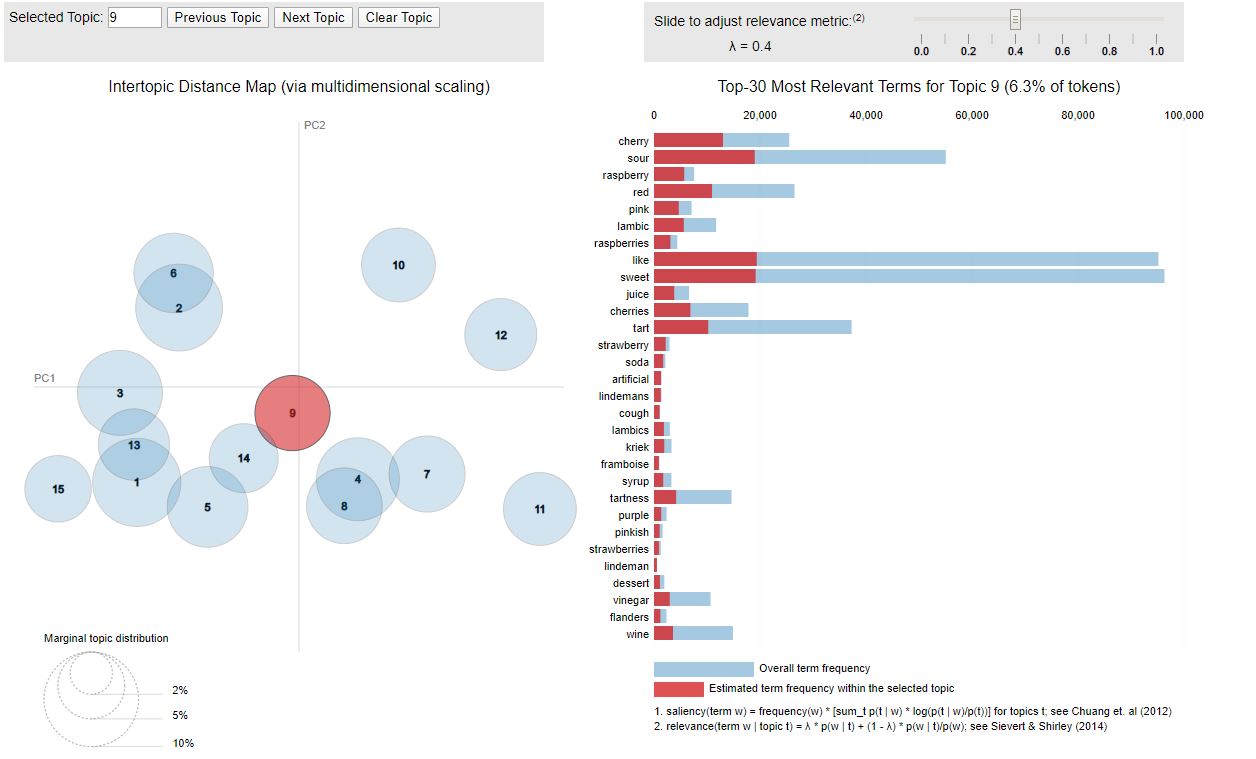 Selected Topic: 9 Previous Topic Next Topic Clear Topic
Slide to adjust relevance metric:(2)
λ = 0.4
0.0 0.2 0.4 0.6 0.8 1.0
Intertopic Distance Map (via multidimensional scaling)
PC2
PC1
6
2
10
12
3
9
13
14
1
15
5
4
7
8
11
Marginal topic distribution
2%
5%
10%
Top-30 Most Relevant Terms for Topic 9 (6.3% of tokens)
0 20,000 40,000 60,000 80,000 100,000
cherry
sour
raspberry
red
pink
lambic
raspberries
like
sweet
juice
cherries
tart
strawberry
soda
artificial
lindemans
cough
lambics
kriek
framboise
syrup
tartness
purple
pinkish
strawberries
lindeman
dessert
vinegar
flanders
wine
Overall term frequency
Estimated term frequency within the selected topic
1. saliency(term w) = frequency(w) * [sum_t p(t | w) * log(p(t | w)/p(t))] for topics t; see Chuang et. al (2012)
2. relevance(term w | topic t) = λ * p(w | t) + (1 - λ) * p(w | t)/p(w); see Sievert & Shirley (2014)